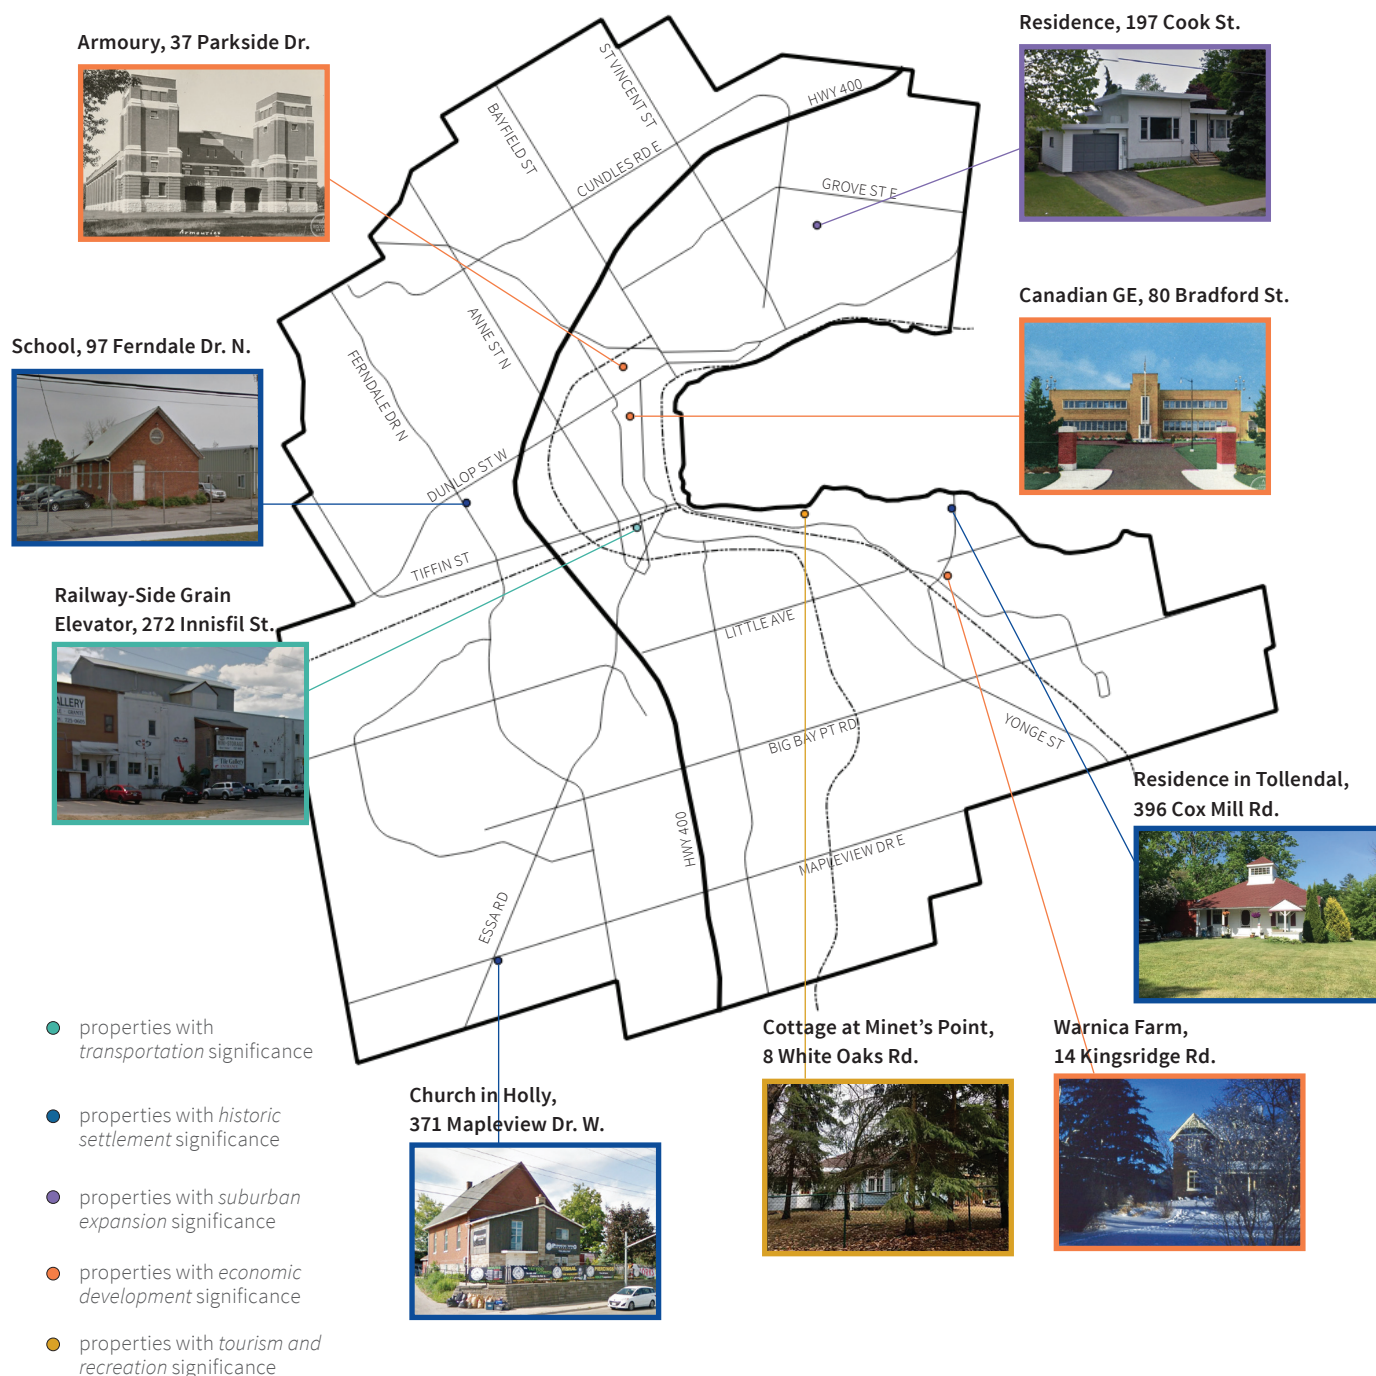 Armoury, 37 Parkside Dr.
Armouries
Residence, 197 Cook St.
ST VINCENT ST
BAYFIELD ST
HWY 400
CUNDLES RD E
GROVE ST E
Canadian GE, 80 Bradford St.
School, 97 Ferndale Dr. N.
ANNE ST N
FERNDALE DR N
DUNLOP ST W
TIFFIN ST
Railway-Side Grain
Elevator, 272 Innisfil St.
ALLERY
Tile Gallery
LITTLE AVE
BIG BAY PT RD
YONGE ST
HWY 400
MAPLEVIEW DR E
ESSA RD
Residence in Tollendal,
396 Cox Mill Rd.
Cottage at Minet's Point,
8 White Oaks Rd.
Warnica Farm,
14 Kingsridge Rd.
Church in Holly,
371 Mapleview Dr. W.
properties with
transportation significance
properties with historic
settlement significance
properties with suburban
expansion significance
properties with economic
development significance
properties with tourism and
recreation significance